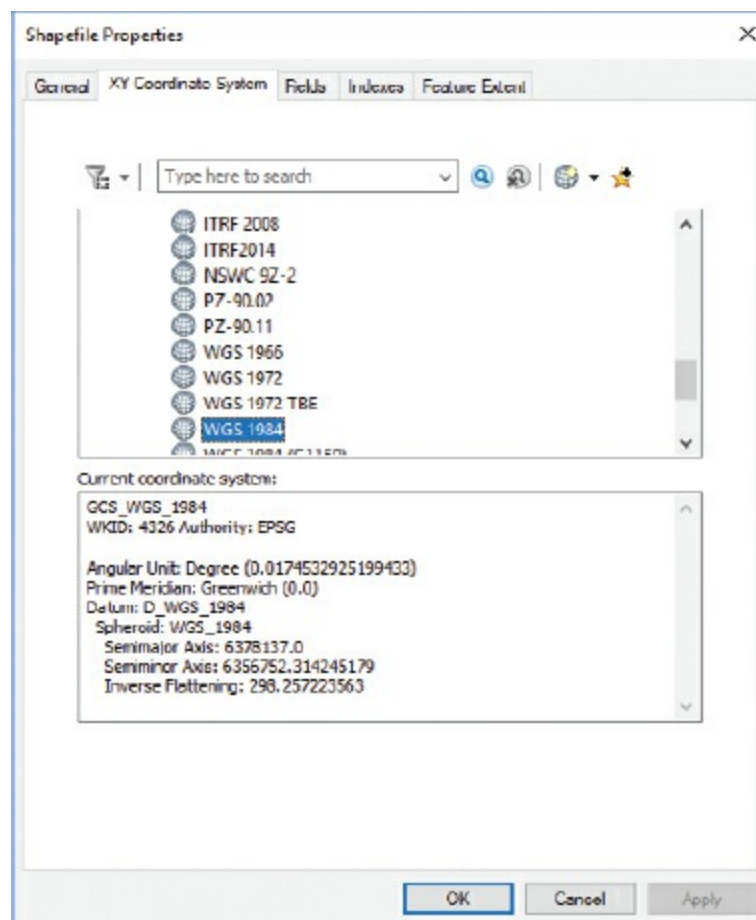 Shapefile Properties
General XY Coordinate System Fields Indexes Feature Extent
Type here to search
ITRF 2008
ITRF2014
NSWC 9Z-2
PZ-90.02
PZ-90.11
WGS 1966
WGS 1972
WGS 1972 TBE
WGS 1984
WGS 1984 (G1150)
Current coordinate system:
GCS_WGS_1984
WKID: 4326 Authority: EPSG
Angular Unit: Degree (0.0174532925199433)
Prime Meridian: Greenwich (0.0)
Datum: D_WGS_1984
Spheroid: WGS_1984
Semimajor Axis: 6378137.0
Semiminor Axis: 6356752.314245179
Inverse Flattening: 298.257223563
OK Cancel Apply